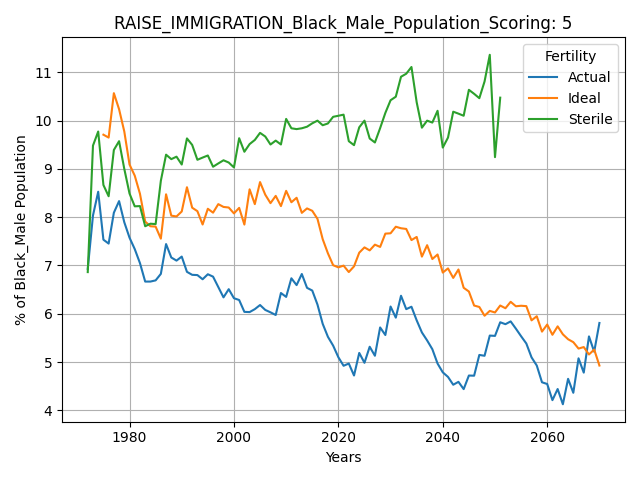 RAISE_IMMIGRATION_Black_Male_Population_Scoring: 5
% of Black_Male Population
11
10
9
8
7
6
5
4
Fertility
Actual
Ideal
Sterile
1980 2000 2020 2040 2060
Years